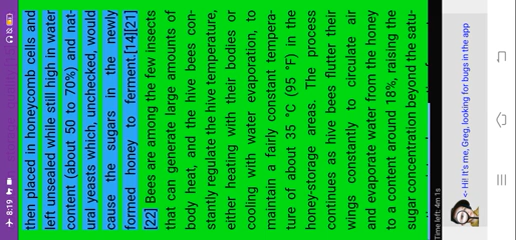 8:19
then placed in honeycomb cells and
left unsealed while still high in water
content (about 50 to 70%) and nat-
ural yeasts which, unchecked, would
cause the sugars in the newly
formed honey to ferment.[14][21]
[22] Bees are among the few insects
that can generate large amounts of
body heat, and the hive bees con-
stantly regulate the hive temperature,
either heating with their bodies or
cooling with water evaporation, to
maintain a fairly constant tempera-
ture of about 35 °C (95 °F) in the
honey-storage areas. The process
continues as hive bees flutter their
wings constantly to circulate air
and evaporate water from the honey
to a content around 18%, raising the
sugar concentration beyond the satu-
Time left: 4m 1s
<- Hi! It's me, Greg, looking for bugs in the app